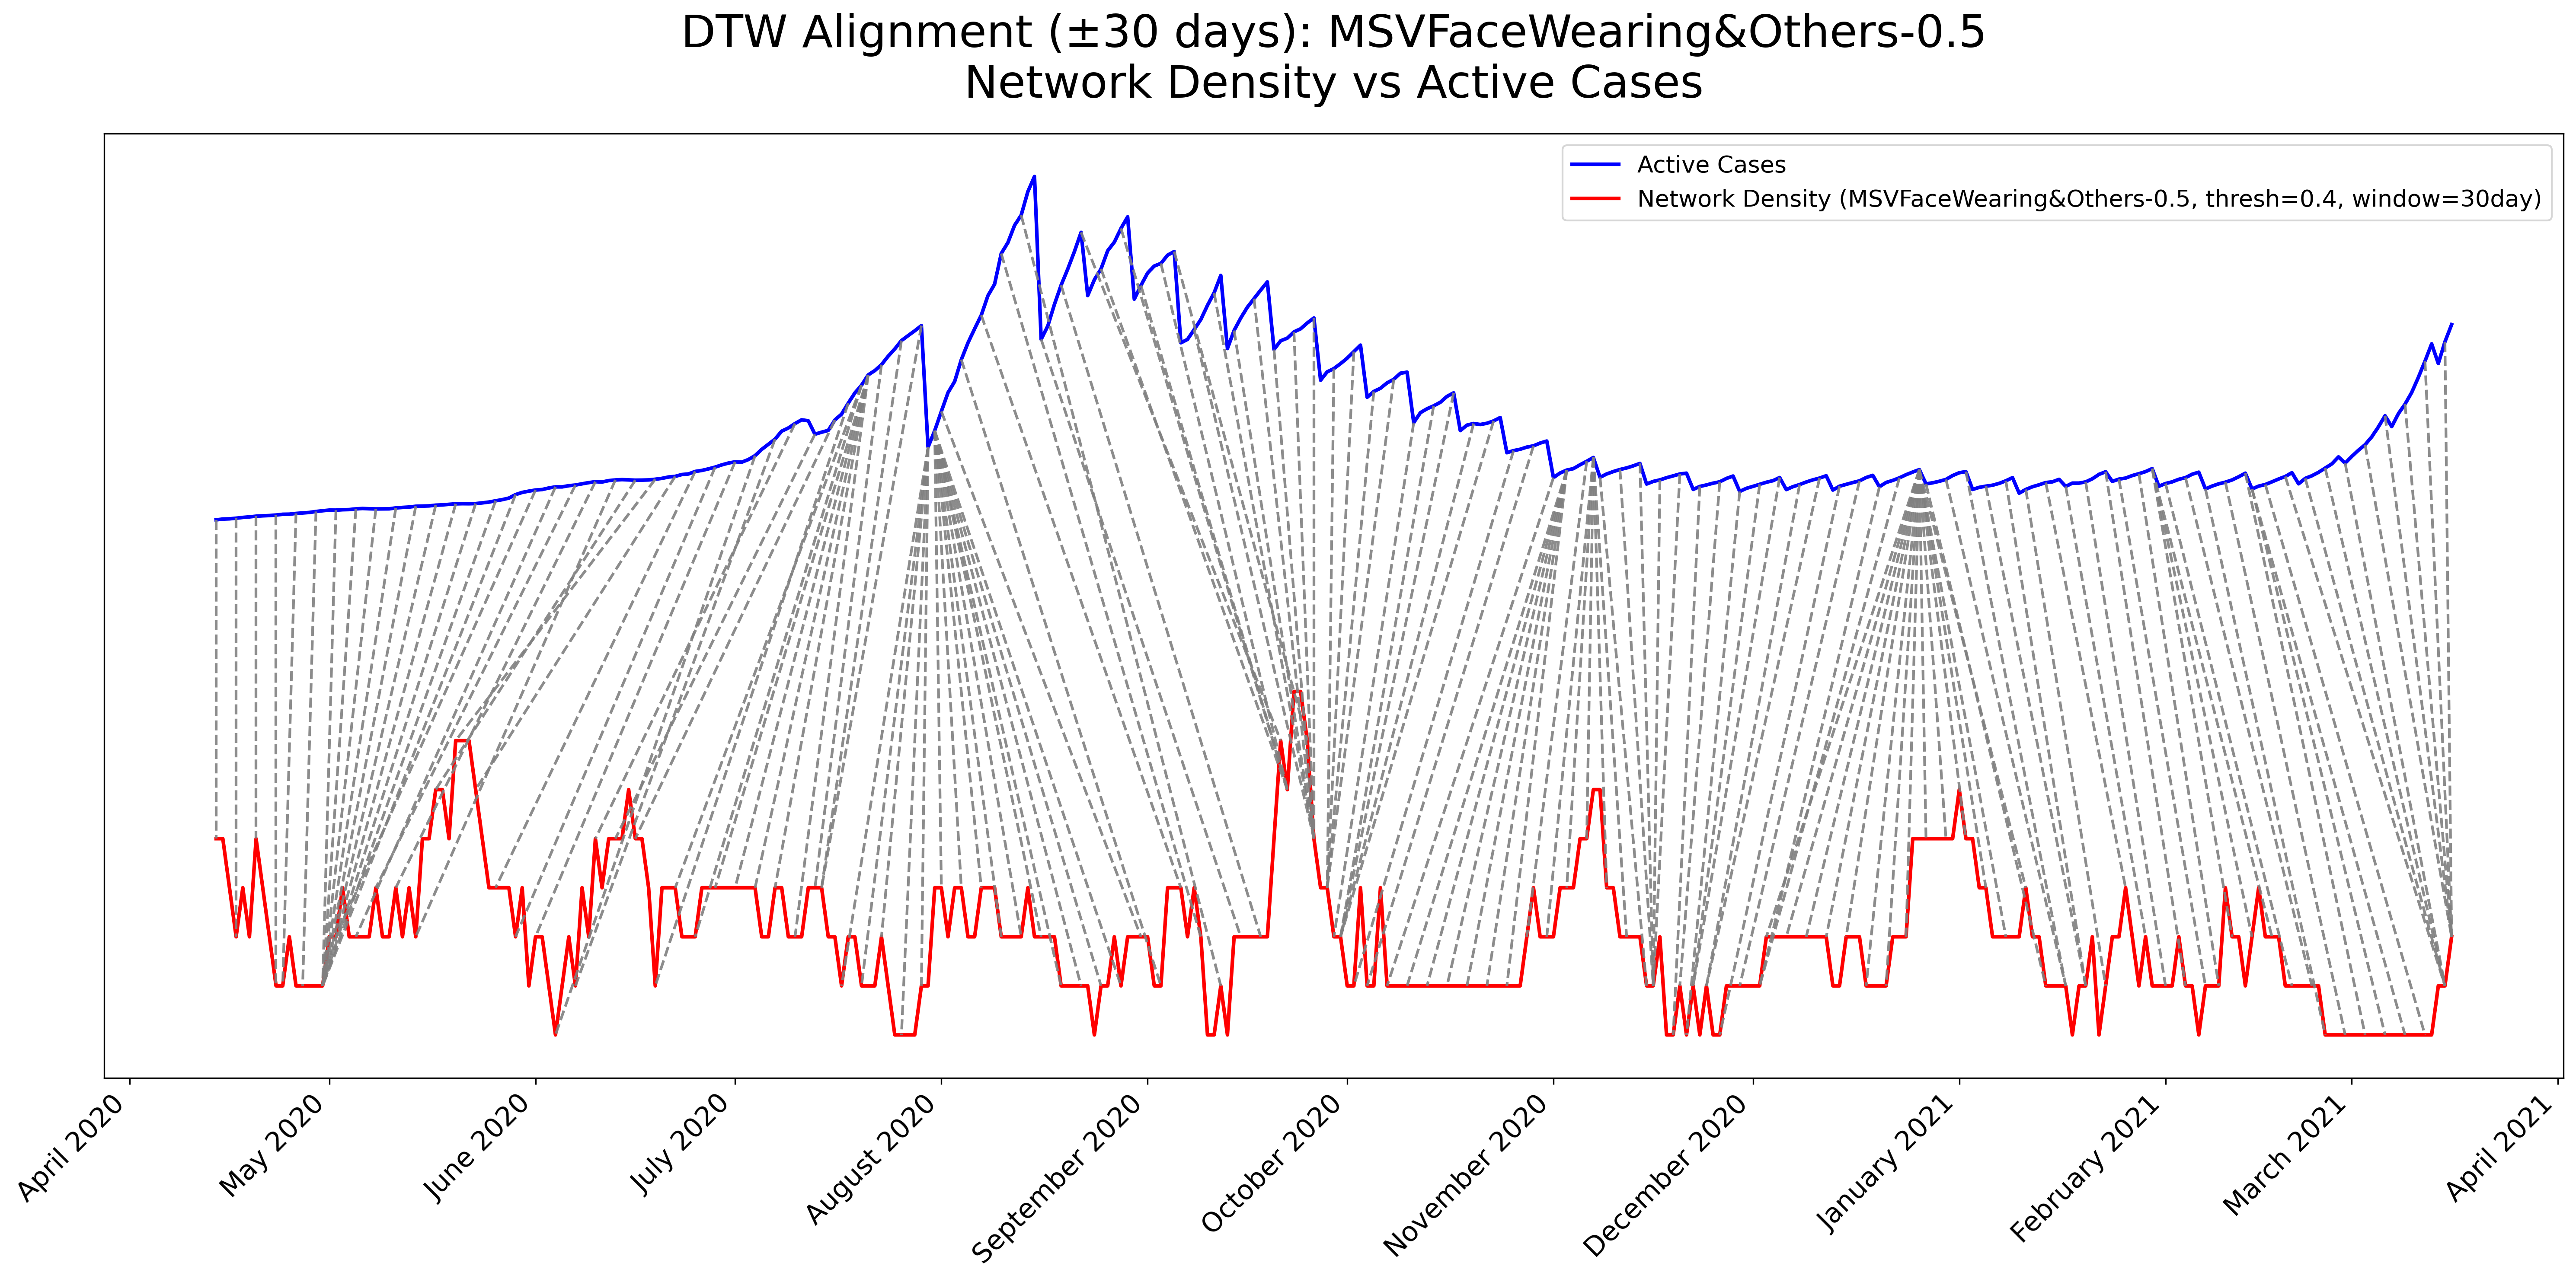 DTW Alignment (±30 days): MSVFaceWearing&Others-0.5
Network Density vs Active Cases
Active Cases
Network Density (MSVFaceWearing&Others-0.5, thresh=0.4, window=30day)
April 2020
May 2020
June 2020
July 2020
August 2020
September 2020
October 2020
November 2020
December 2020
January 2021
February 2021
March 2021
April 2021